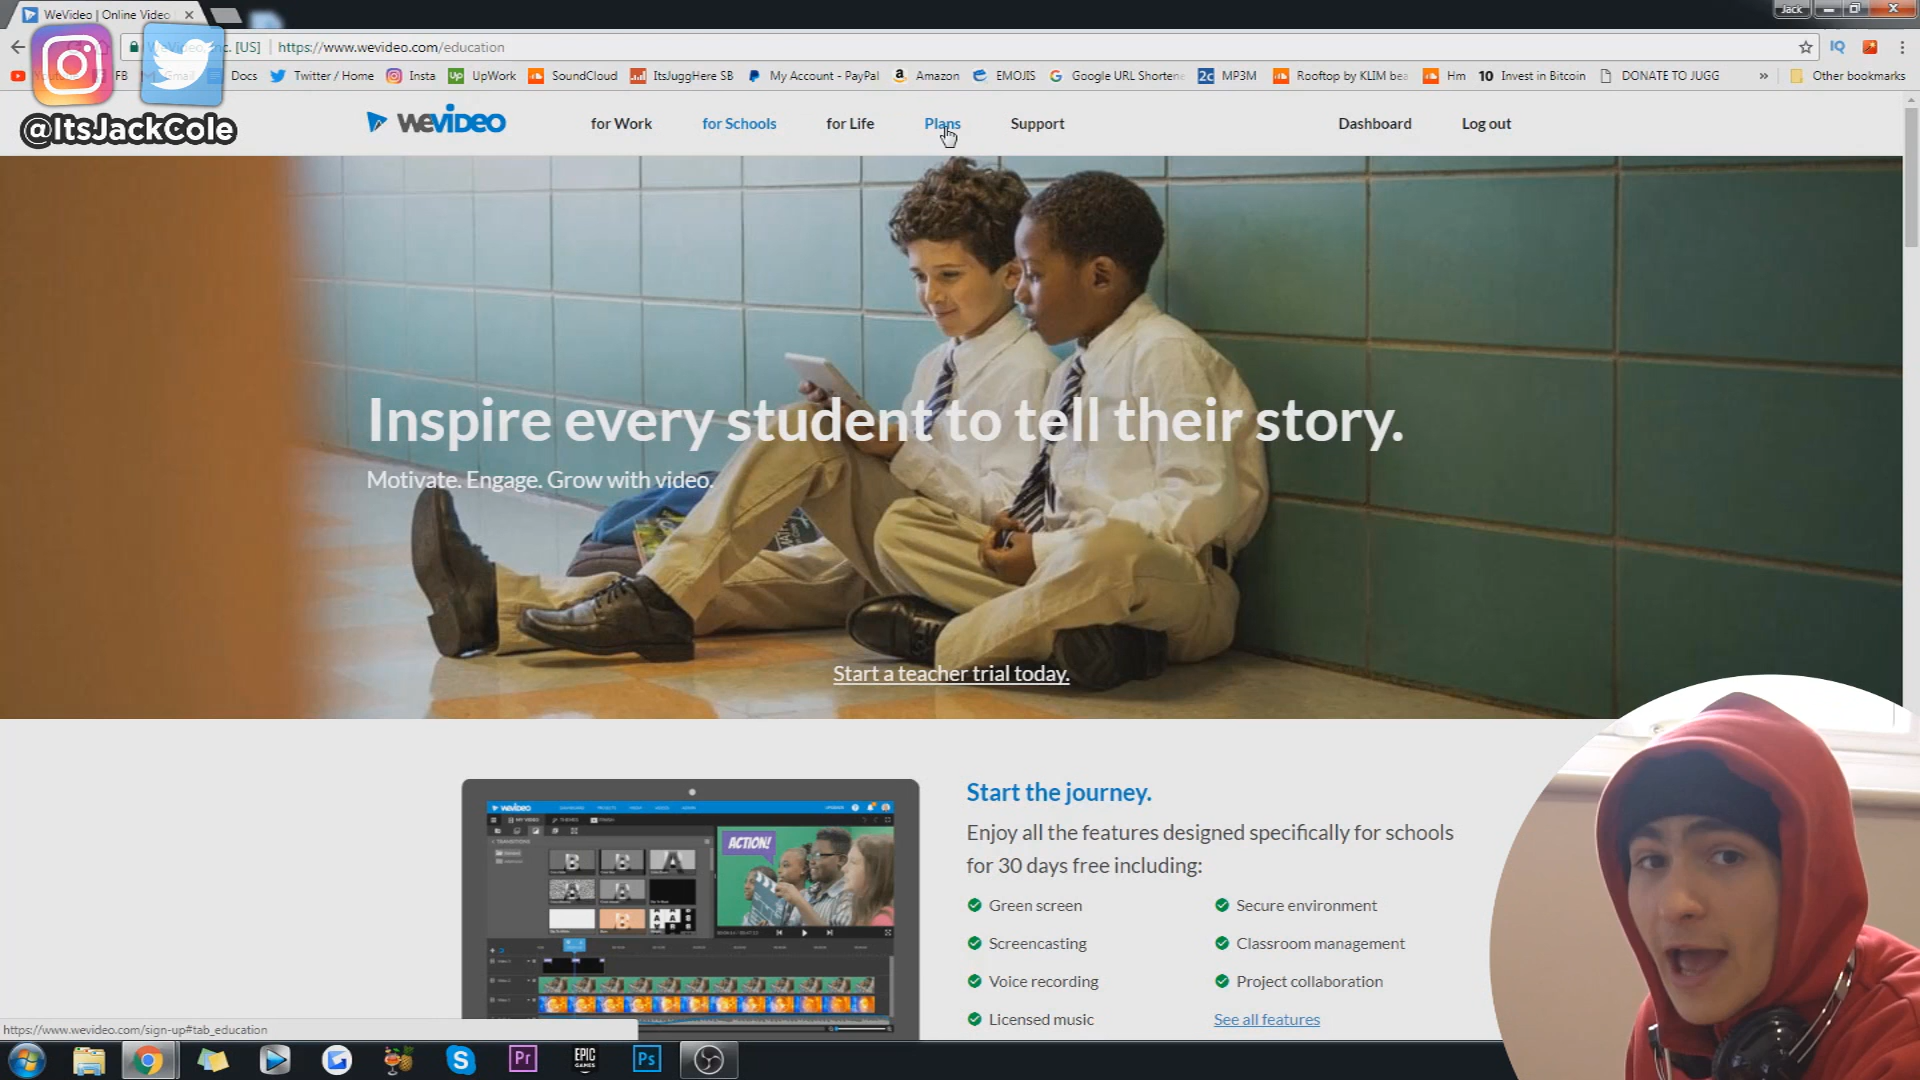 WeVideo | Online Video
Jack
[US] | https://www.wevideo.com/education
IQ
FB
Docs
Twitter / Home
Insta
Up UpWork
SoundCloud
ItsJuggHere SB
My Account - PayPal
Amazon
EMOJIS
Google URL Shortene
2c MP3M
Rooftop by KLIM bea
Hm
10 Invest in Bitcoin
DONATE TO JUGG
»
Other bookmarks
@ItsJackCole
WeVIDEO
for Work
for Schools
for Life
Plans
Support
Dashboard
Log out
Inspire every student to tell their story.
Motivate. Engage. Grow with video.
Start a teacher trial today.
ACTION!
Start the journey.
Enjoy all the features designed specifically for schools
for 30 days free including:
Green screen
Secure environment
Screencasting
Classroom management
Voice recording
Project collaboration
Licensed music
See all features
https://www.wevideo.com/sign-up#tab_education
Pr
EPIC
GAMES
Ps